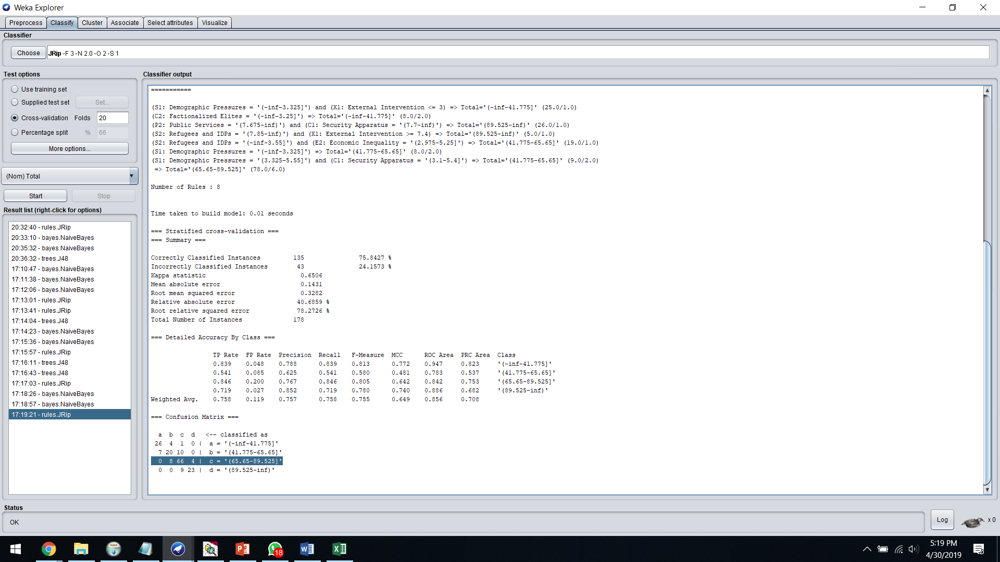 Weka Explorer
Preprocess Classify Cluster Associate Select attributes Visualize
Classifier
Choose JRip -F 3 -N 2.0 -O 2 -S 1
Test options
Use training set
Supplied test set Set...
Cross-validation Folds 20
Percentage split % 66
More options...
(Nom) Total
Start Stop
Result list (right-click for options)
20:32:40 - rules.JRip
20:33:10 - bayes.NaiveBayes
20:35:32 - bayes.NaiveBayes
20:36:32 - trees.J48
17:10:47 - bayes.NaiveBayes
17:11:38 - bayes.NaiveBayes
17:12:06 - bayes.NaiveBayes
17:13:01 - rules.JRip
17:13:41 - rules.JRip
17:14:04 - trees.J48
17:14:23 - bayes.NaiveBayes
17:15:36 - bayes.NaiveBayes
17:15:57 - rules.JRip
17:16:11 - trees.J48
17:16:43 - trees.J48
17:17:03 - rules.JRip
17:18:26 - bayes.NaiveBayes
17:18:57 - bayes.NaiveBayes
17:19:21 - rules.JRip
Classifier output
===========
(S1: Demographic Pressures = '(-inf-3.325]') and (X1: External Intervention <= 3) => Total='(-inf-41.775]' (25.0/1.0)
(C2: Factionalized Elites = '(-inf-3.25]') => Total='(-inf-41.775]' (8.0/2.0)
(P2: Public Services = '(7.675-inf)') and (C1: Security Apparatus = '(7.7-inf)') => Total='(89.525-inf)' (26.0/1.0)
(S2: Refugees and IDPs = '(7.85-inf)') and (X1: External Intervention >= 7.4) => Total='(89.525-inf)' (5.0/1.0)
(S2: Refugees and IDPs = '(-inf-3.55]') and (E2: Economic Inequality = '(2.975-5.25]') => Total='(41.775-65.65]' (19.0/1.0)
(S1: Demographic Pressures = '(-inf-3.325]') => Total='(41.775-65.65]' (8.0/2.0)
(S1: Demographic Pressures = '(3.325-5.55]') and (C1: Security Apparatus = '(3.1-5.4]') => Total='(41.775-65.65]' (9.0/2.0)
=> Total='(65.65-89.525]' (78.0/6.0)
Number of Rules : 8
Time taken to build model: 0.01 seconds
=== Stratified cross-validation ===
=== Summary ===
Correctly Classified Instances 135 75.8427 %
Incorrectly Classified Instances 43 24.1573 %
Kappa statistic 0.6506
Mean absolute error 0.1431
Root mean squared error 0.3282
Relative absolute error 40.6859 %
Root relative squared error 78.2726 %
Total Number of Instances 178
=== Detailed Accuracy By Class ===
TP Rate FP Rate Precision Recall F-Measure MCC ROC Area PRC Area Class
0.839 0.048 0.788 0.839 0.813 0.772 0.947 0.823 '(-inf-41.775]'
0.541 0.085 0.625 0.541 0.580 0.481 0.783 0.537 '(41.775-65.65]'
0.846 0.200 0.767 0.846 0.805 0.642 0.842 0.753 '(65.65-89.525]'
0.719 0.027 0.852 0.719 0.780 0.740 0.886 0.682 '(89.525-inf)'
Weighted Avg. 0.758 0.119 0.757 0.758 0.755 0.649 0.856 0.708
=== Confusion Matrix ===
a b c d <-- classified as
26 4 1 0 | a = '(-inf-41.775]'
7 20 10 0 | b = '(41.775-65.65]'
0 8 66 4 | c = '(65.65-89.525]'
0 0 9 23 | d = '(89.525-inf)'
Status
OK
Log x 0
18
5:19 PM
4/30/2019